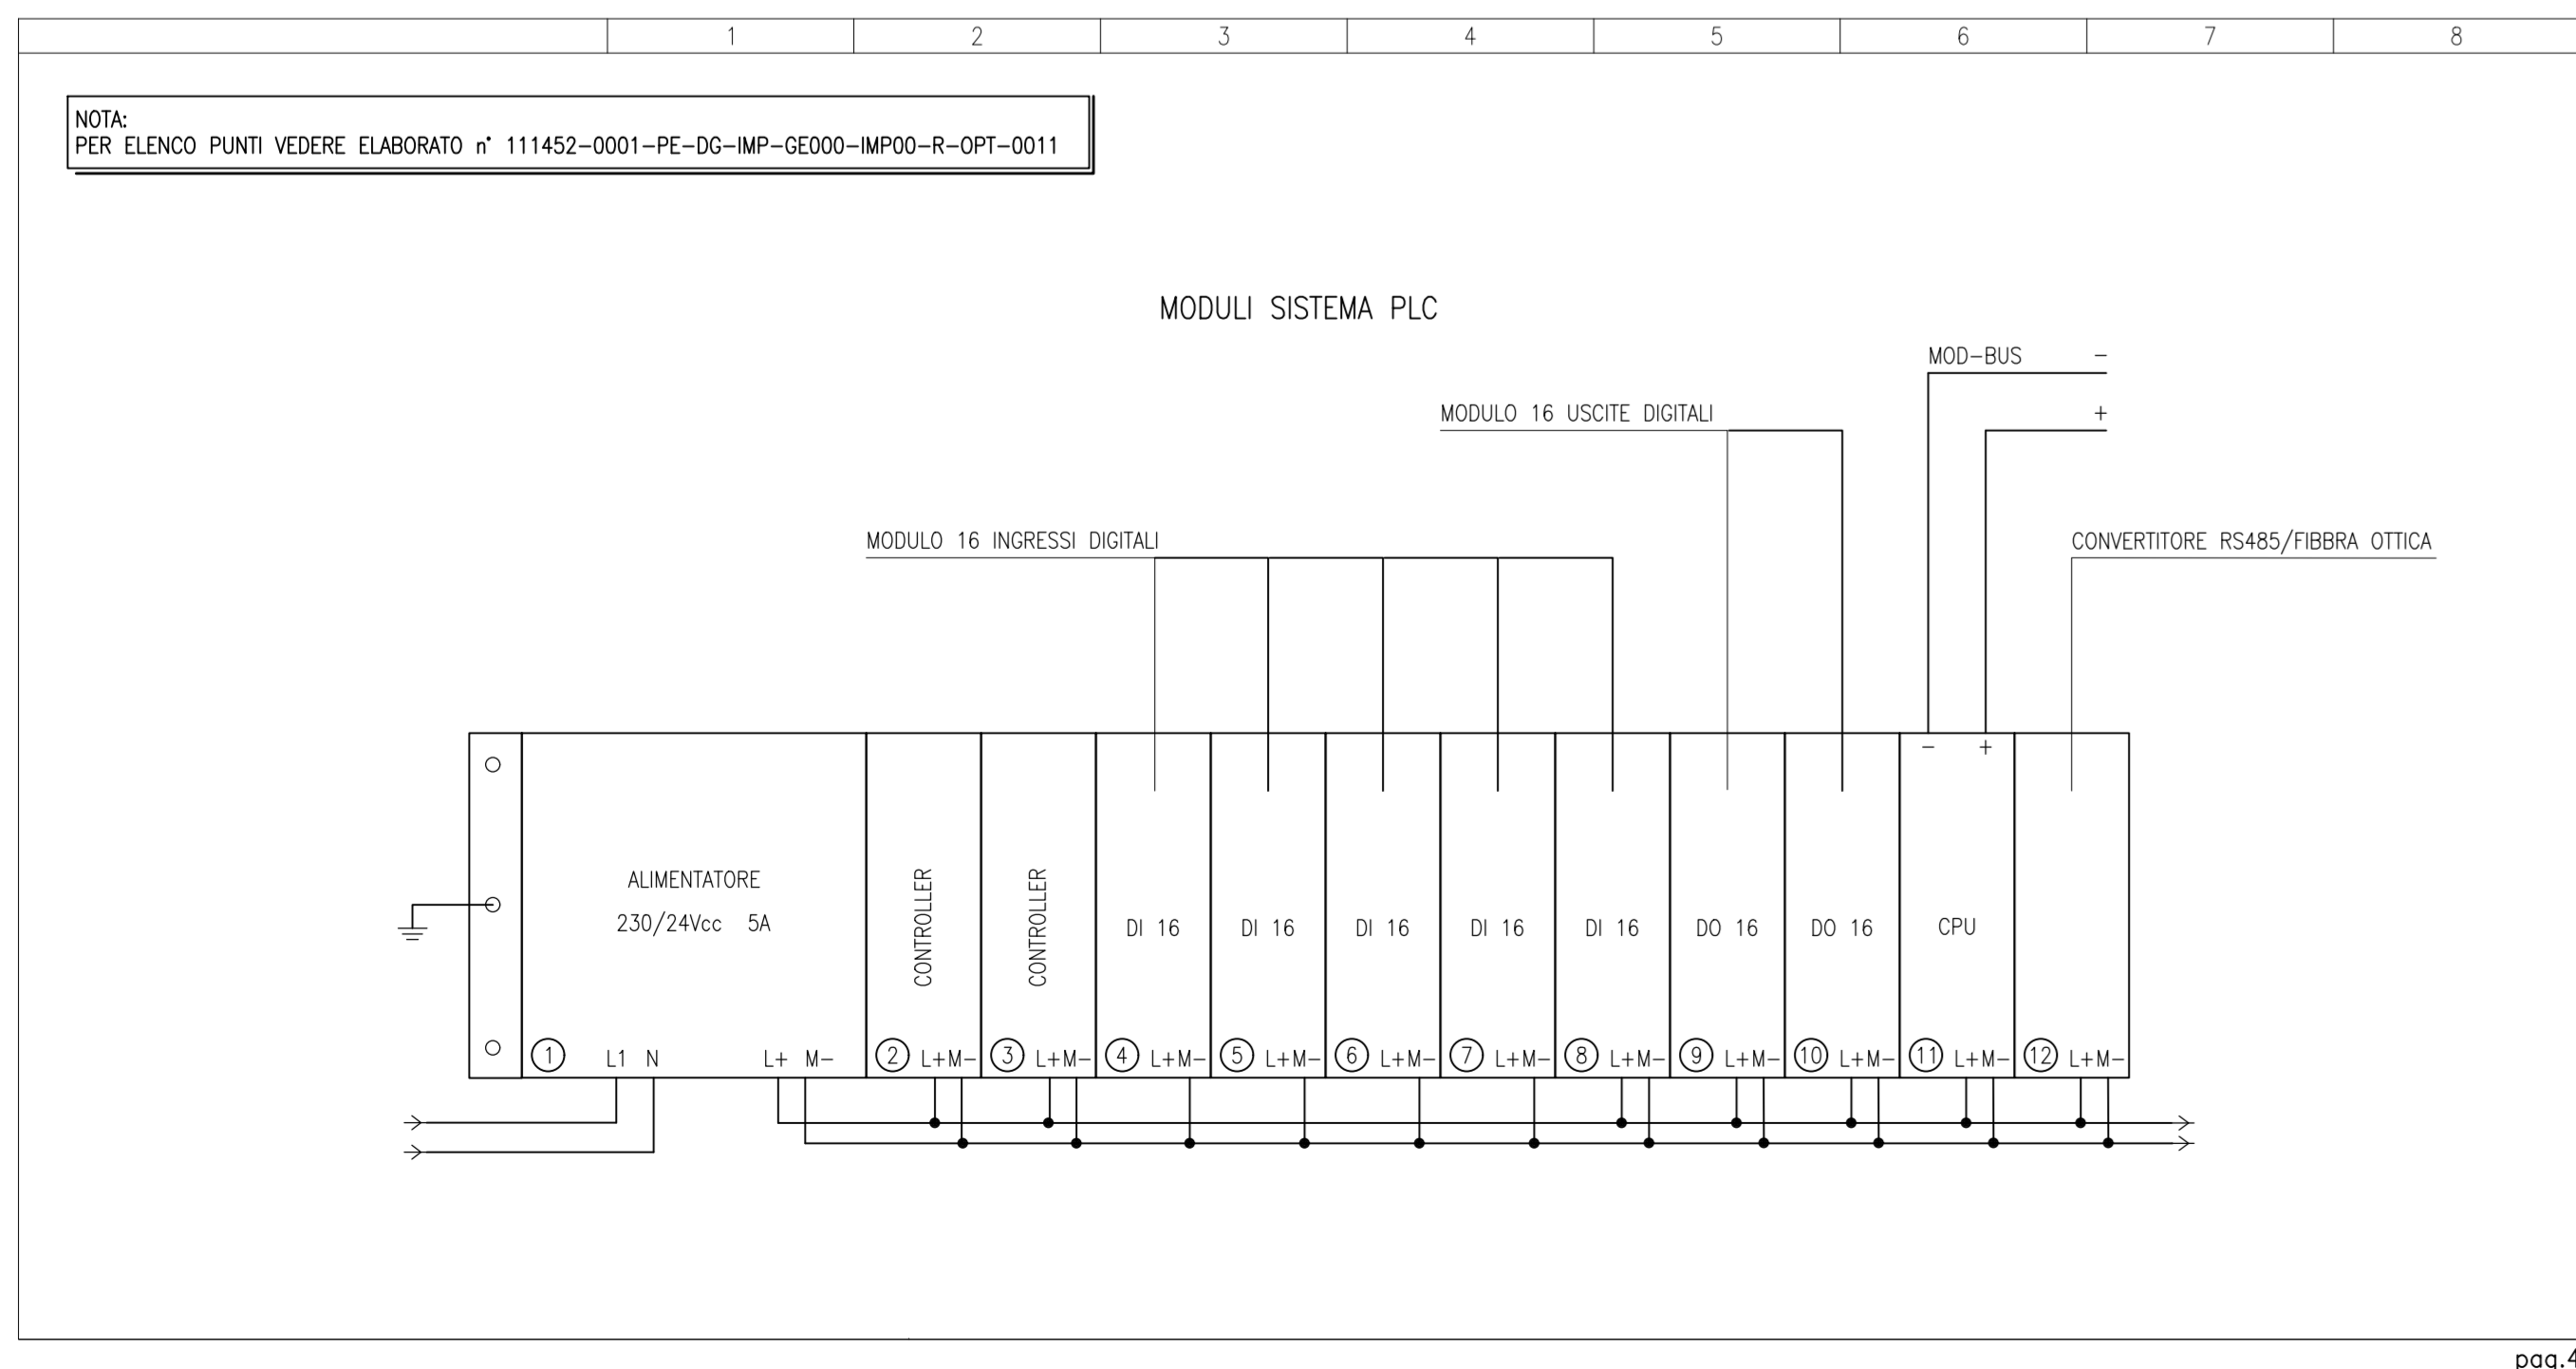 1 2 3 4 5 6 7 8
NOTA:
PER ELENCO PUNTI VEDERE ELABORATO n° 111452-0001-PE-DG-IMP-GE000-IMP00-R-OPT-0011
MODULI SISTEMA PLC
MOD-BUS -
MODULO 16 USCITE DIGITALI +
MODULO 16 INGRESSI DIGITALI CONVERTITORE RS485/FIBBRA OTTICA
- +
ALIMENTATORE
230/24Vcc 5A
CONTROLLER
CONTROLLER
DI 16 DI 16 DI 16 DI 16 DI 16 DO 16 DO 16 CPU
1 L1 N L+ M- 2 L+M- 3 L+M- 4 L+M- 5 L+M- 6 L+M- 7 L+M- 8 L+M- 9 L+M- 10 L+M- 11 L+M- 12 L+M-
pag.4